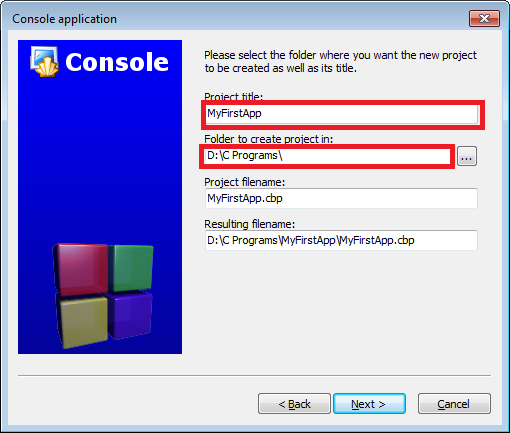 Console application
Console
Please select the folder where you want the new project
to be created as well as its title.
Project title:
MyFirstApp
Folder to create project in:
D:\C Programs\
...
Project filename:
MyFirstApp.cbp
Resulting filename:
D:\C Programs\MyFirstApp\MyFirstApp.cbp
< Back
Next >
Cancel